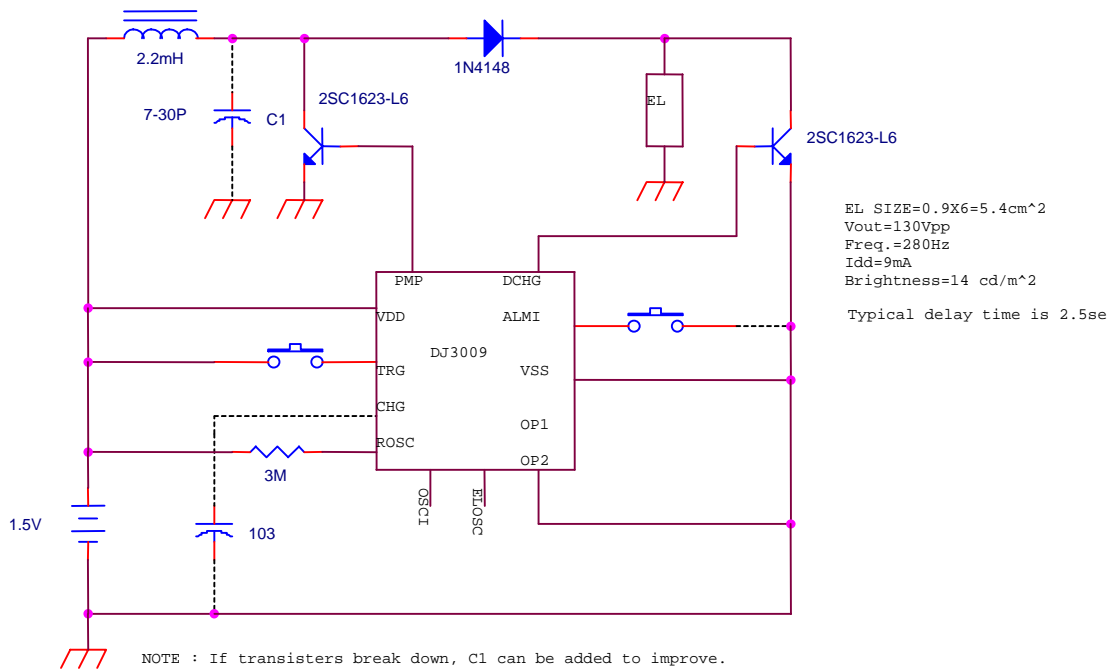 2.2mH
1N4148
7-30P
C1
2SC1623-L6
EL
2SC1623-L6
EL SIZE=0.9X6=5.4cm^2
Vout=130Vpp
Freq.=280Hz
Idd=9mA
Brightness=14 cd/m^2
Typical delay time is 2.5se
PMP
DCHG
VDD
ALMI
DJ3009
TRG
VSS
CHG
OP1
ROSC
OP2
3M
OSCI
ELOSC
1.5V
103
NOTE : If transisters break down, C1 can be added to improve.